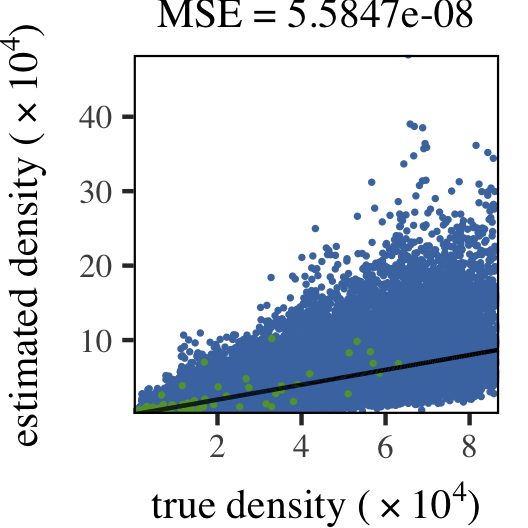 MSE = 5.5847e-08
estimated density ( × 10⁴)
40
30
20
10
2 4 6 8
true density ( × 10⁴)